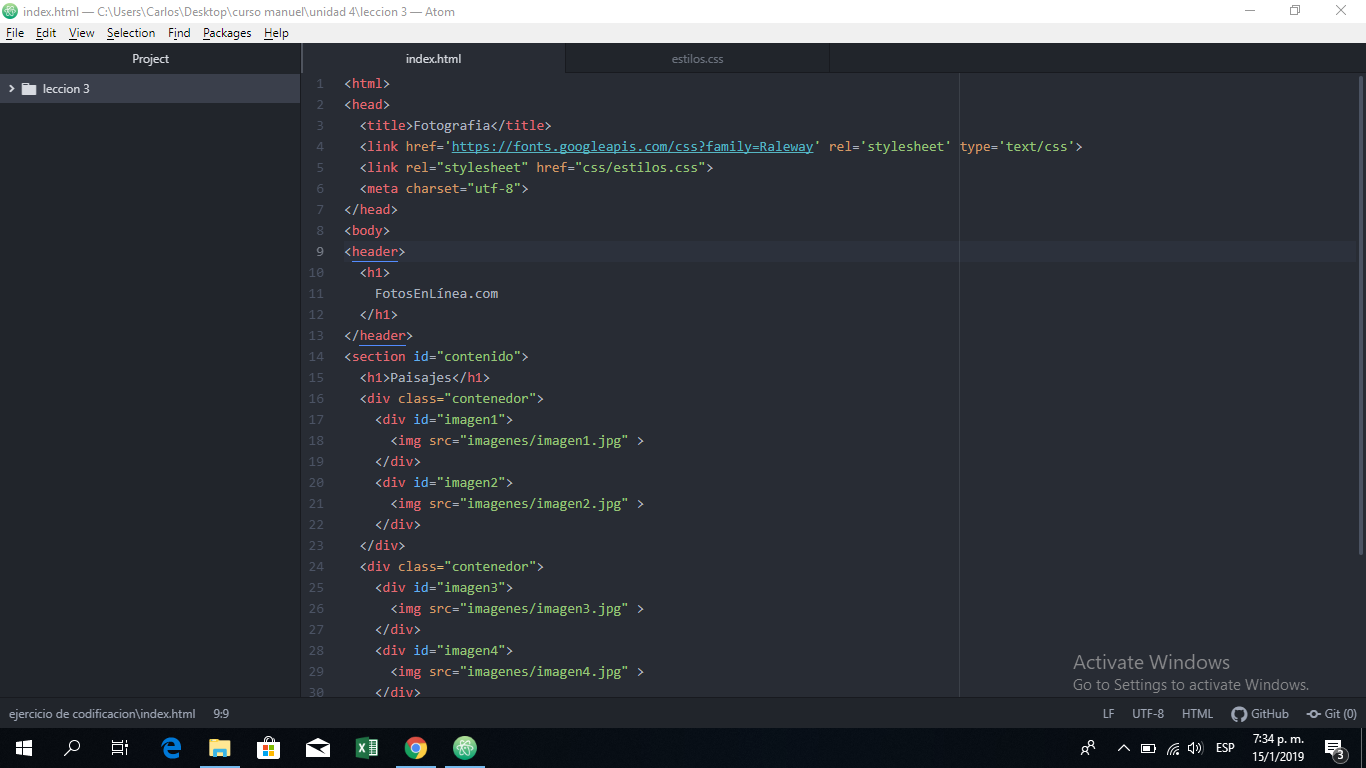 index.html — C:\Users\Carlos\Desktop\curso manuel\unidad 4\leccion 3 — Atom
File Edit View Selection Find Packages Help
Project
index.html
estilos.css
leccion 3
1 <html>
2 <head>
3 <title>Fotografia</title>
4 <link href='https://fonts.googleapis.com/css?family=Raleway' rel='stylesheet' type='text/css'>
5 <link rel="stylesheet" href="css/estilos.css">
6 <meta charset="utf-8">
7 </head>
8 <body>
9 <header>
10 <h1>
11 FotosEnLínea.com
12 </h1>
13 </header>
14 <section id="contenido">
15 <h1>Paisajes</h1>
16 <div class="contenedor">
17 <div id="imagen1">
18 <img src="imagenes/imagen1.jpg" >
19 </div>
20 <div id="imagen2">
21 <img src="imagenes/imagen2.jpg" >
22 </div>
23 </div>
24 <div class="contenedor">
25 <div id="imagen3">
26 <img src="imagenes/imagen3.jpg" >
27 </div>
28 <div id="imagen4">
29 <img src="imagenes/imagen4.jpg" >
30 </div>
Activate Windows
Go to Settings to activate Windows.
ejercicio de codificacion\index.html 9:9
LF UTF-8 HTML GitHub Git (0)
ESP
7:34 p. m.
15/1/2019
3